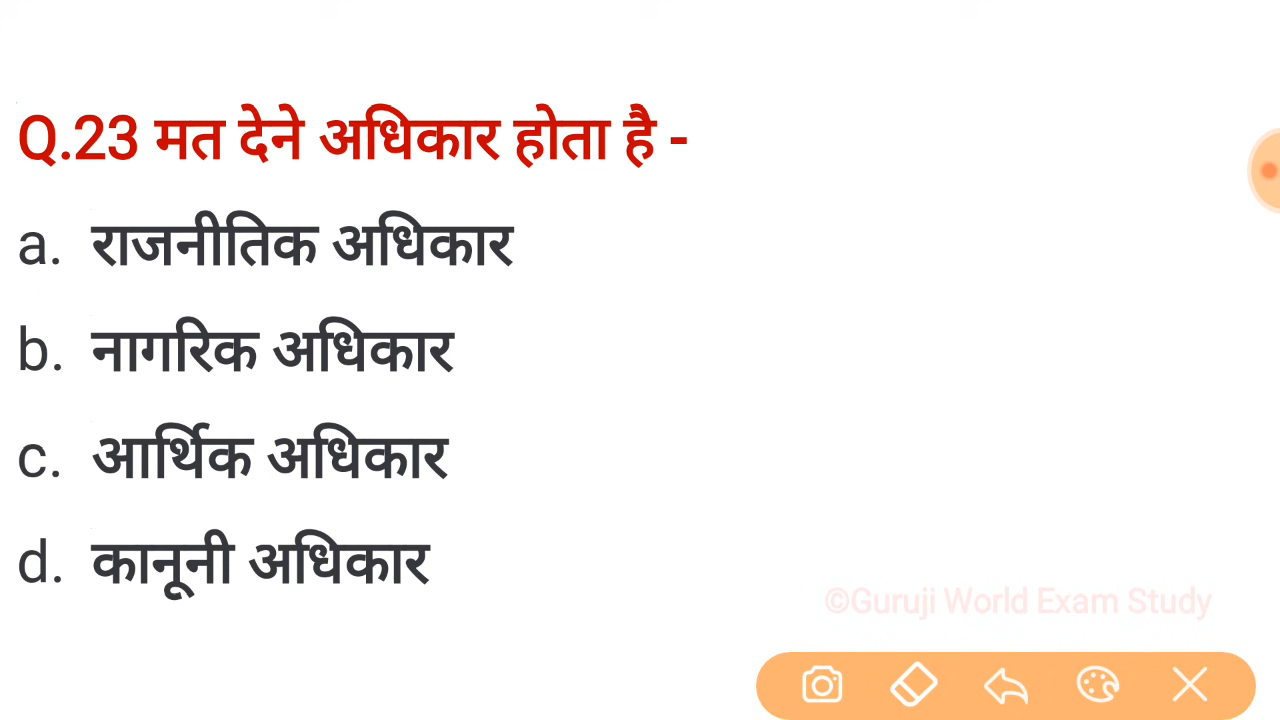 Q.23 मत देने अधिकार होता है -
a. राजनीतिक अधिकार
b. नागरिक अधिकार
c. आर्थिक अधिकार
d. कानूनी अधिकार
©Guruji World Exam Study